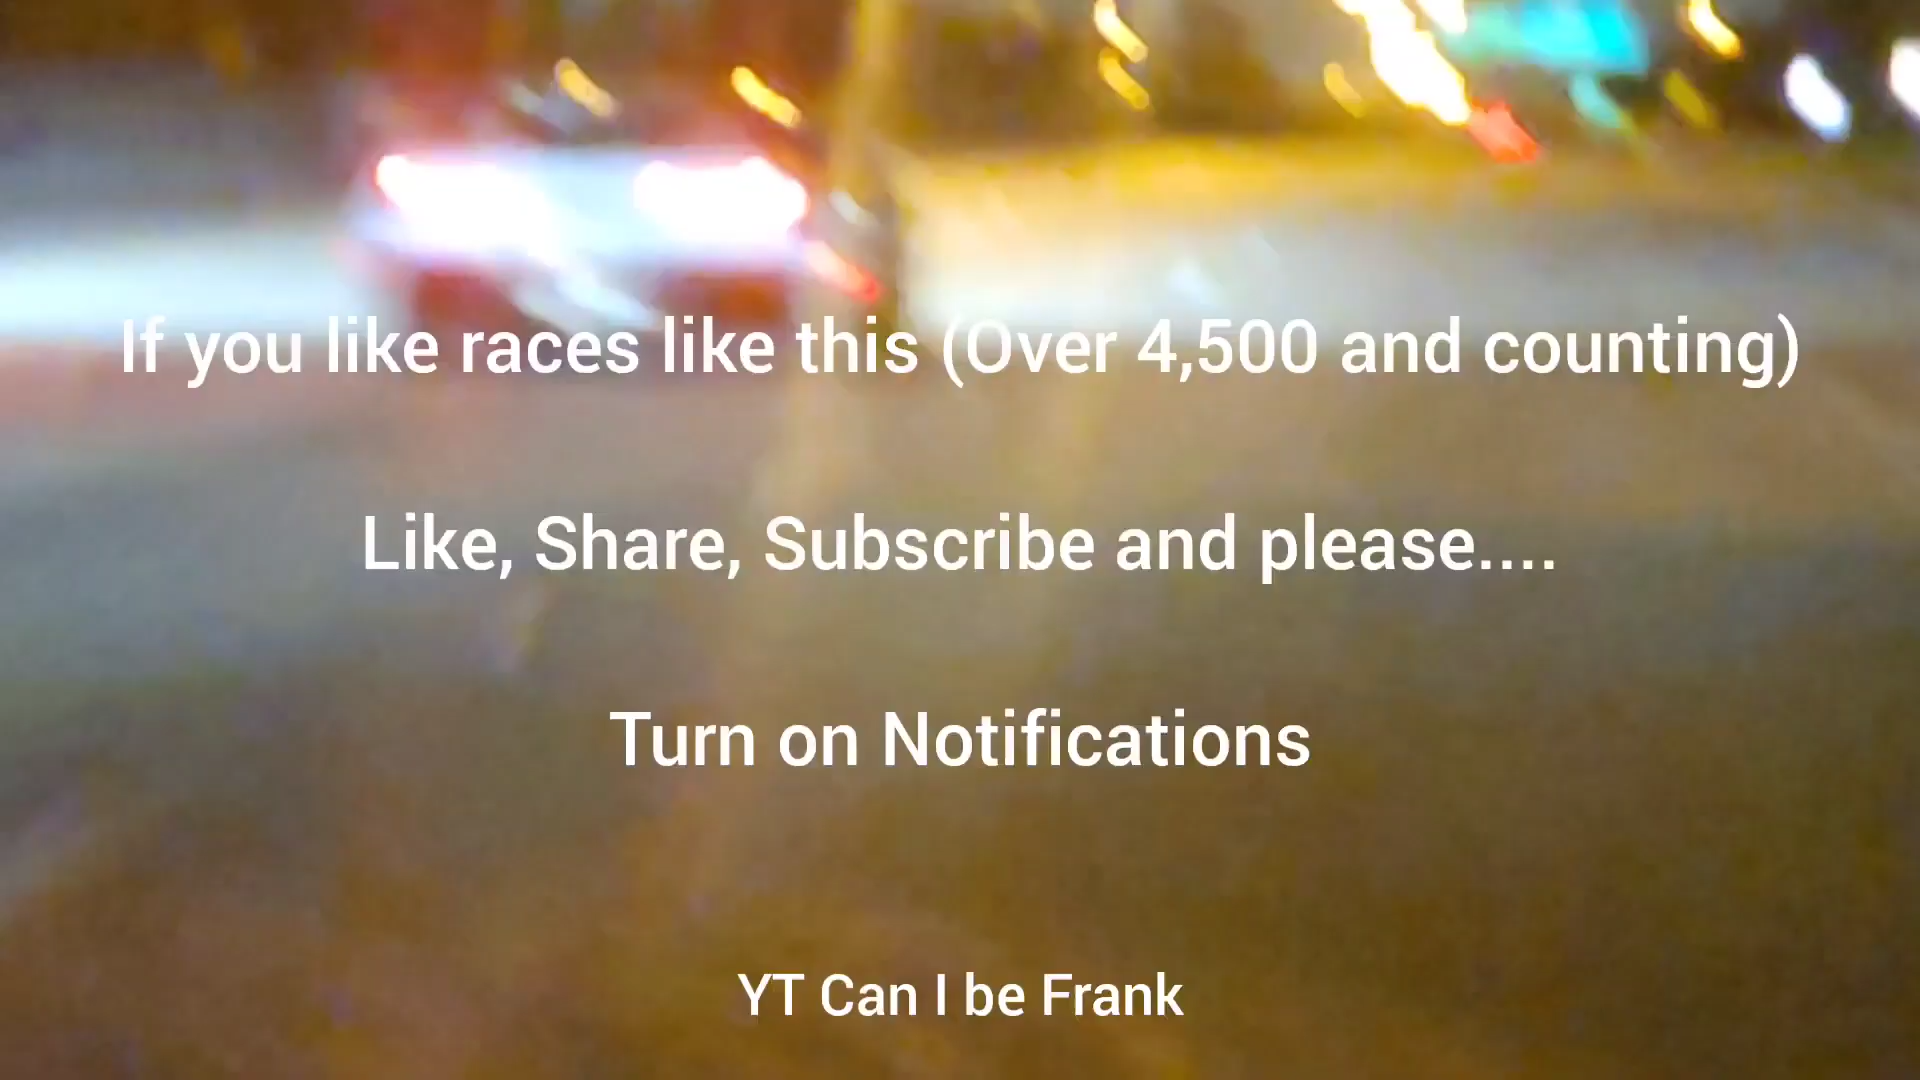 If you like races like this (Over 4,500 and counting)
Like, Share, Subscribe and please....
Turn on Notifications
YT Can I be Frank